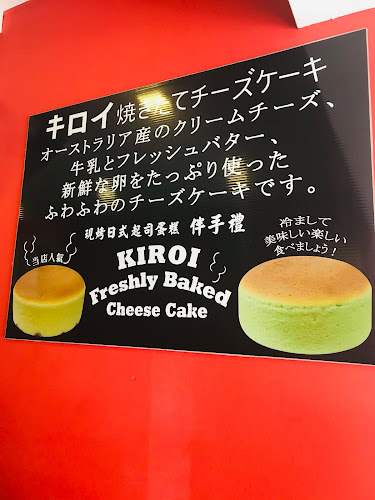 キロイ焼きたてチーズケーキ
オーストラリア産のクリームチーズ、
牛乳とフレッシュバター、
新鮮な卵をたっぷり使った
ふわふわのチーズケーキです。
現烤日式起司蛋糕 伴手禮
当店人氣
KIROI
Freshly Baked
Cheese Cake
冷まして
美味しい楽しい
食べましょう!